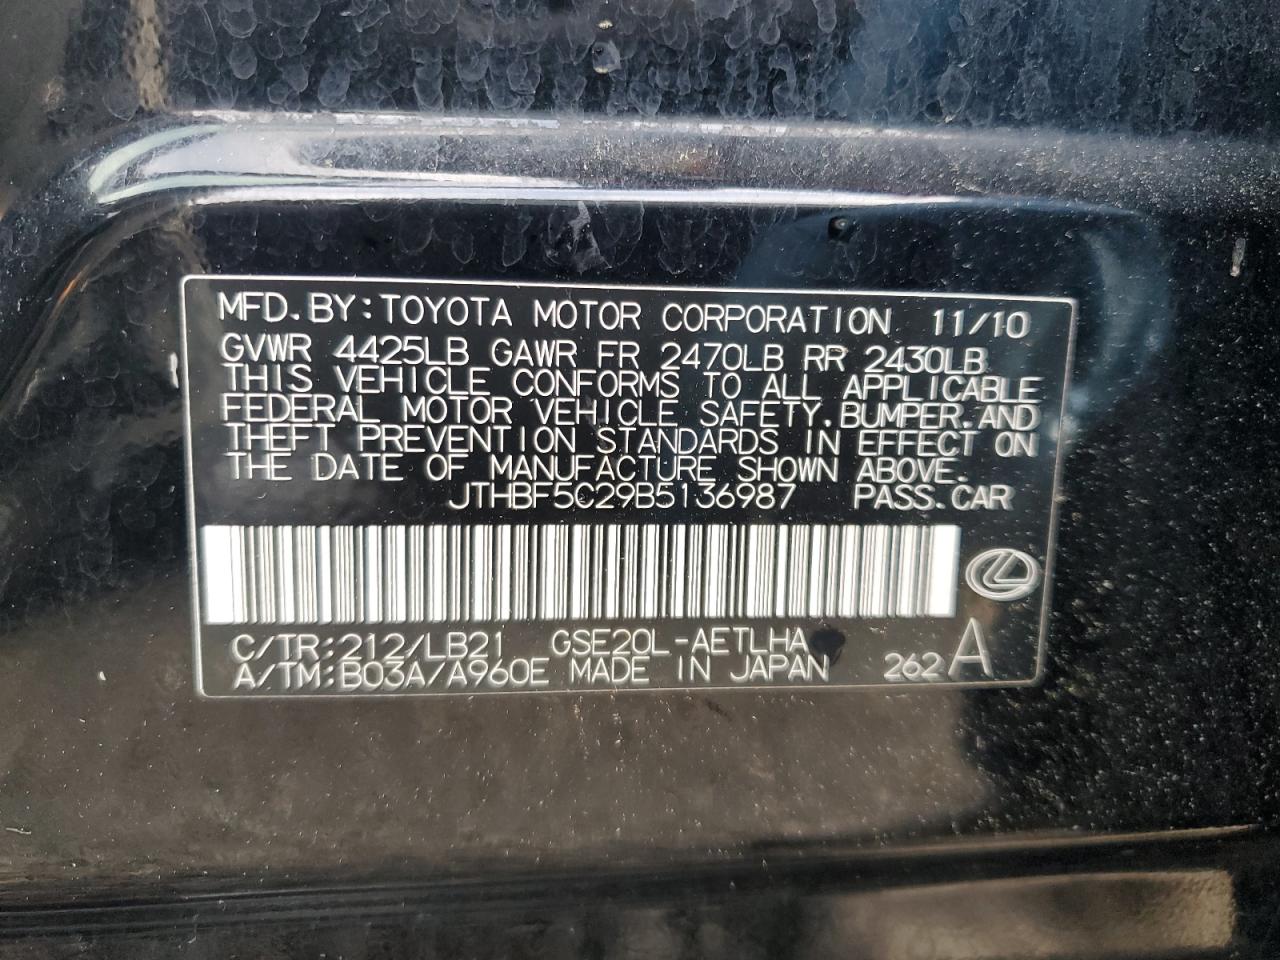 MFD.BY:TOYOTA MOTOR CORPORATION 11/10
GVWR 4425LB GAWR FR 2470LB RR 2430LB
THIS VEHICLE CONFORMS TO ALL APPLICABLE
FEDERAL MOTOR VEHICLE SAFETY,BUMPER,AND
THEFT PREVENTION STANDARDS IN EFFECT ON
THE DATE OF MANUFACTURE SHOWN ABOVE.
JTHBF5C29B5136987 PASS.CAR
C/TR:212/LB21 GSE20L-AETLHA
A/TM:B03A/A960E MADE IN JAPAN 262 A